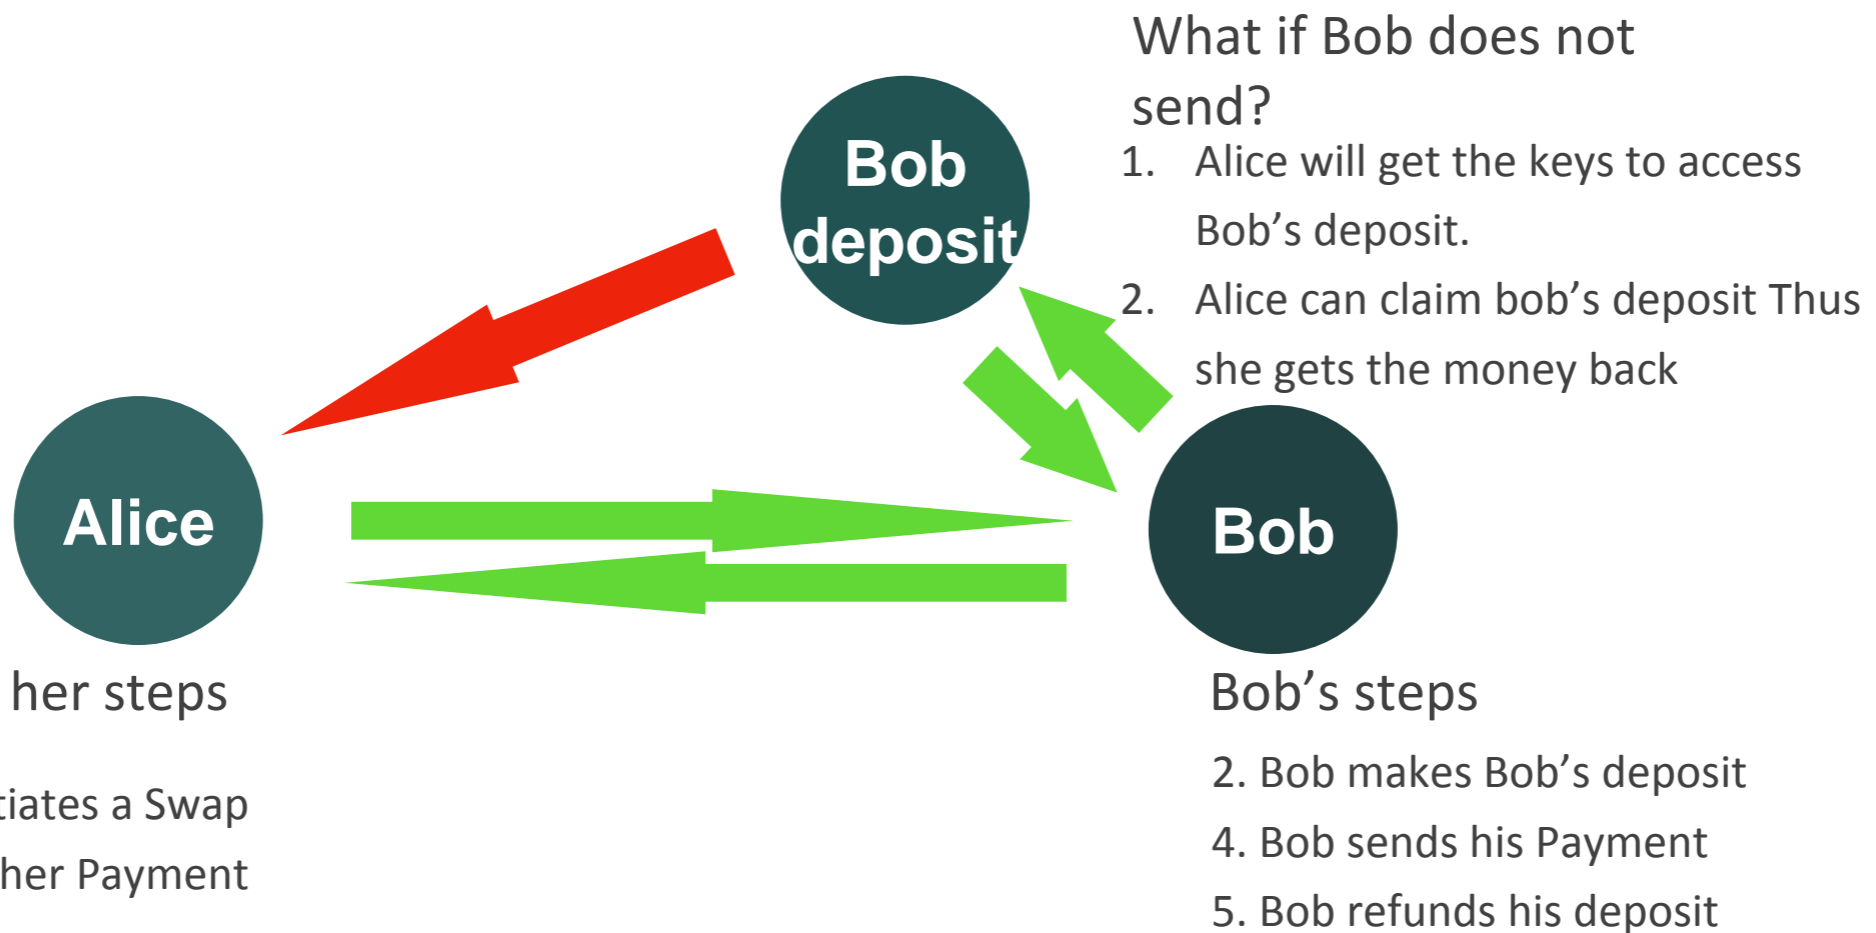 What if Bob does not
send?
1. Alice will get the keys to access
Bob’s deposit.
2. Alice can claim bob’s deposit Thus
she gets the money back
Bob
deposit
Alice
Bob
her steps
tiates a Swap
her Payment
Bob’s steps
2. Bob makes Bob’s deposit
4. Bob sends his Payment
5. Bob refunds his deposit